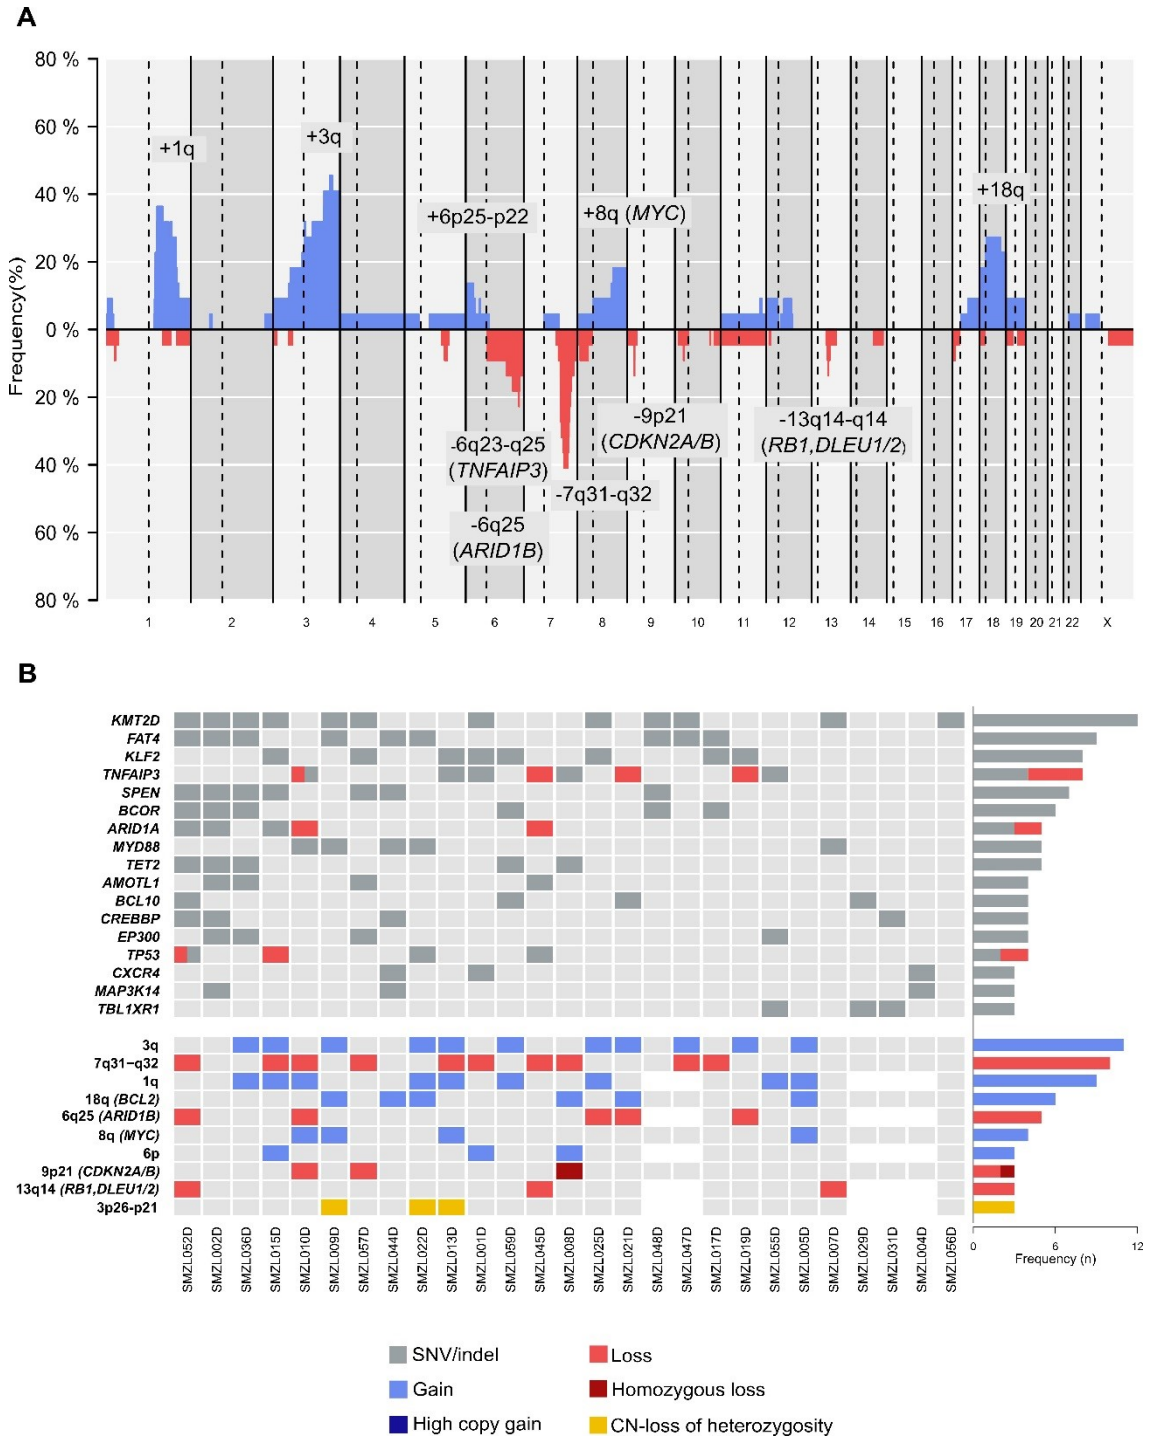 A
80 %
60 %
40 %
20 %
0 %
20 %
40 %
60 %
80 %
Frequency(%)
+1q
+3q
+6p25-p22
+8q (MYC)
+18q
-6q23-q25
(TNFAIP3)
-6q25
(ARID1B)
-7q31-q32
-9p21
(CDKN2A/B)
-13q14-q14
(RB1,DLEU1/2)
1 2 3 4 5 6 7 8 9 10 11 12 13 14 15 16 17 18 19 20 21 22 X
B
KMT2D
FAT4
KLF2
TNFAIP3
SPEN
BCOR
ARID1A
MYD88
TET2
AMOTL1
BCL10
CREBBP
EP300
TP53
CXCR4
MAP3K14
TBL1XR1
3q
7q31−q32
1q
18q (BCL2)
6q25 (ARID1B)
8q (MYC)
6p
9p21 (CDKN2A/B)
13q14 (RB1,DLEU1/2)
3p26-p21
SMZL052D
SMZL002D
SMZL036D
SMZL015D
SMZL010D
SMZL009D
SMZL057D
SMZL044D
SMZL022D
SMZL013D
SMZL001D
SMZL059D
SMZL045D
SMZL008D
SMZL025D
SMZL021D
SMZL048D
SMZL047D
SMZL017D
SMZL019D
SMZL055D
SMZL005D
SMZL007D
SMZL029D
SMZL031D
SMZL004D
SMZL056D
0 6 12
Frequency (n)
SNV/indel
Gain
High copy gain
Loss
Homozygous loss
CN-loss of heterozygosity